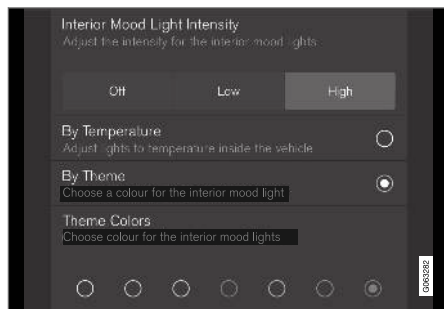 Interior Mood Light Intensity
Adjust the intensity for the interior mood lights
Off Low High
By Temperature
Adjust lights to temperature inside the vehicle
By Theme
Choose a colour for the interior mood light
Theme Colors
Choose colour for the interior mood lights
G063282